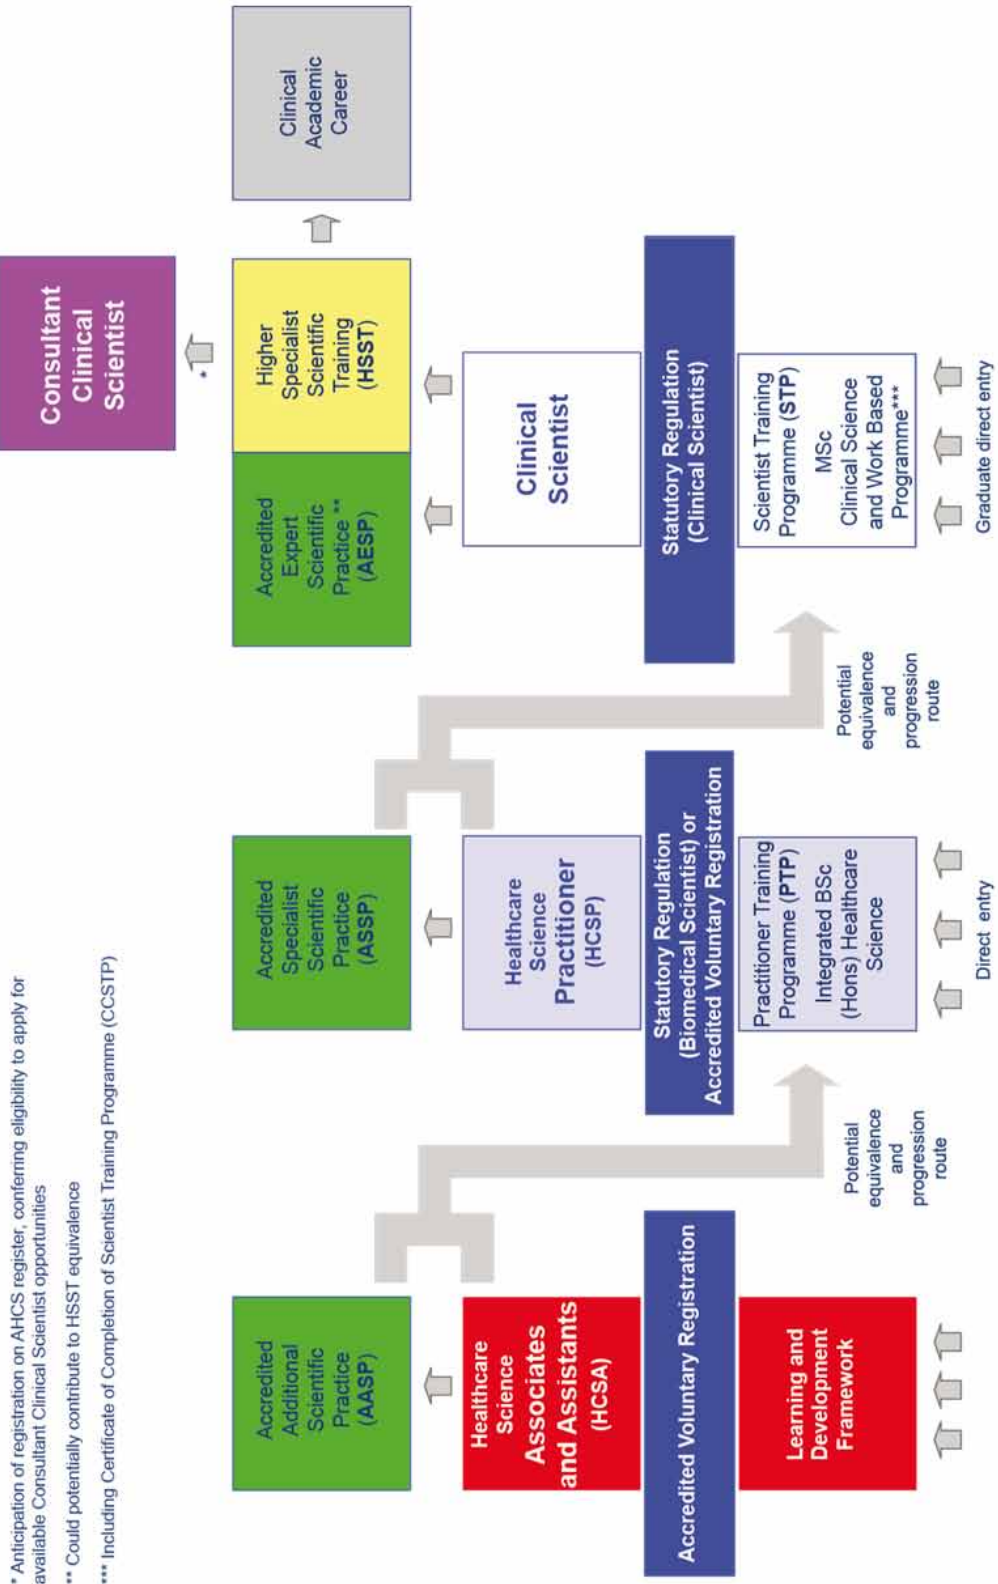 * Anticipation of registration on AHCS register, conferring eligibility to apply for
available Consultant Clinical Scientist opportunities
** Could potentially contribute to HSST equivalence
*** Including Certificate of Completion of Scientist Training Programme (CCSTP)
Consultant
Clinical
Scientist
*
Accredited
Additional
Scientific
Practice
(AASP)
Accredited
Specialist
Scientific
Practice
(ASSP)
Accredited
Expert
Scientific
Practice **
(AESP)
Higher
Specialist
Scientific
Training
(HSST)
Clinical
Academic
Career
Healthcare
Science
Associates
and Assistants
(HCSA)
Healthcare
Science
Practitioner
(HCSP)
Clinical
Scientist
Accredited Voluntary Registration
Statutory Regulation
(Biomedical Scientist) or
Accredited Voluntary Registration
Statutory Regulation
(Clinical Scientist)
Learning and
Development
Framework
Potential
equivalence
and
progression
route
Practitioner Training
Programme (PTP)
Integrated BSc
(Hons) Healthcare
Science
Potential
equivalence
and
progression
route
Scientist Training
Programme (STP)
MSc
Clinical Science
and Work Based
Programme***
Direct entry
Graduate direct entry